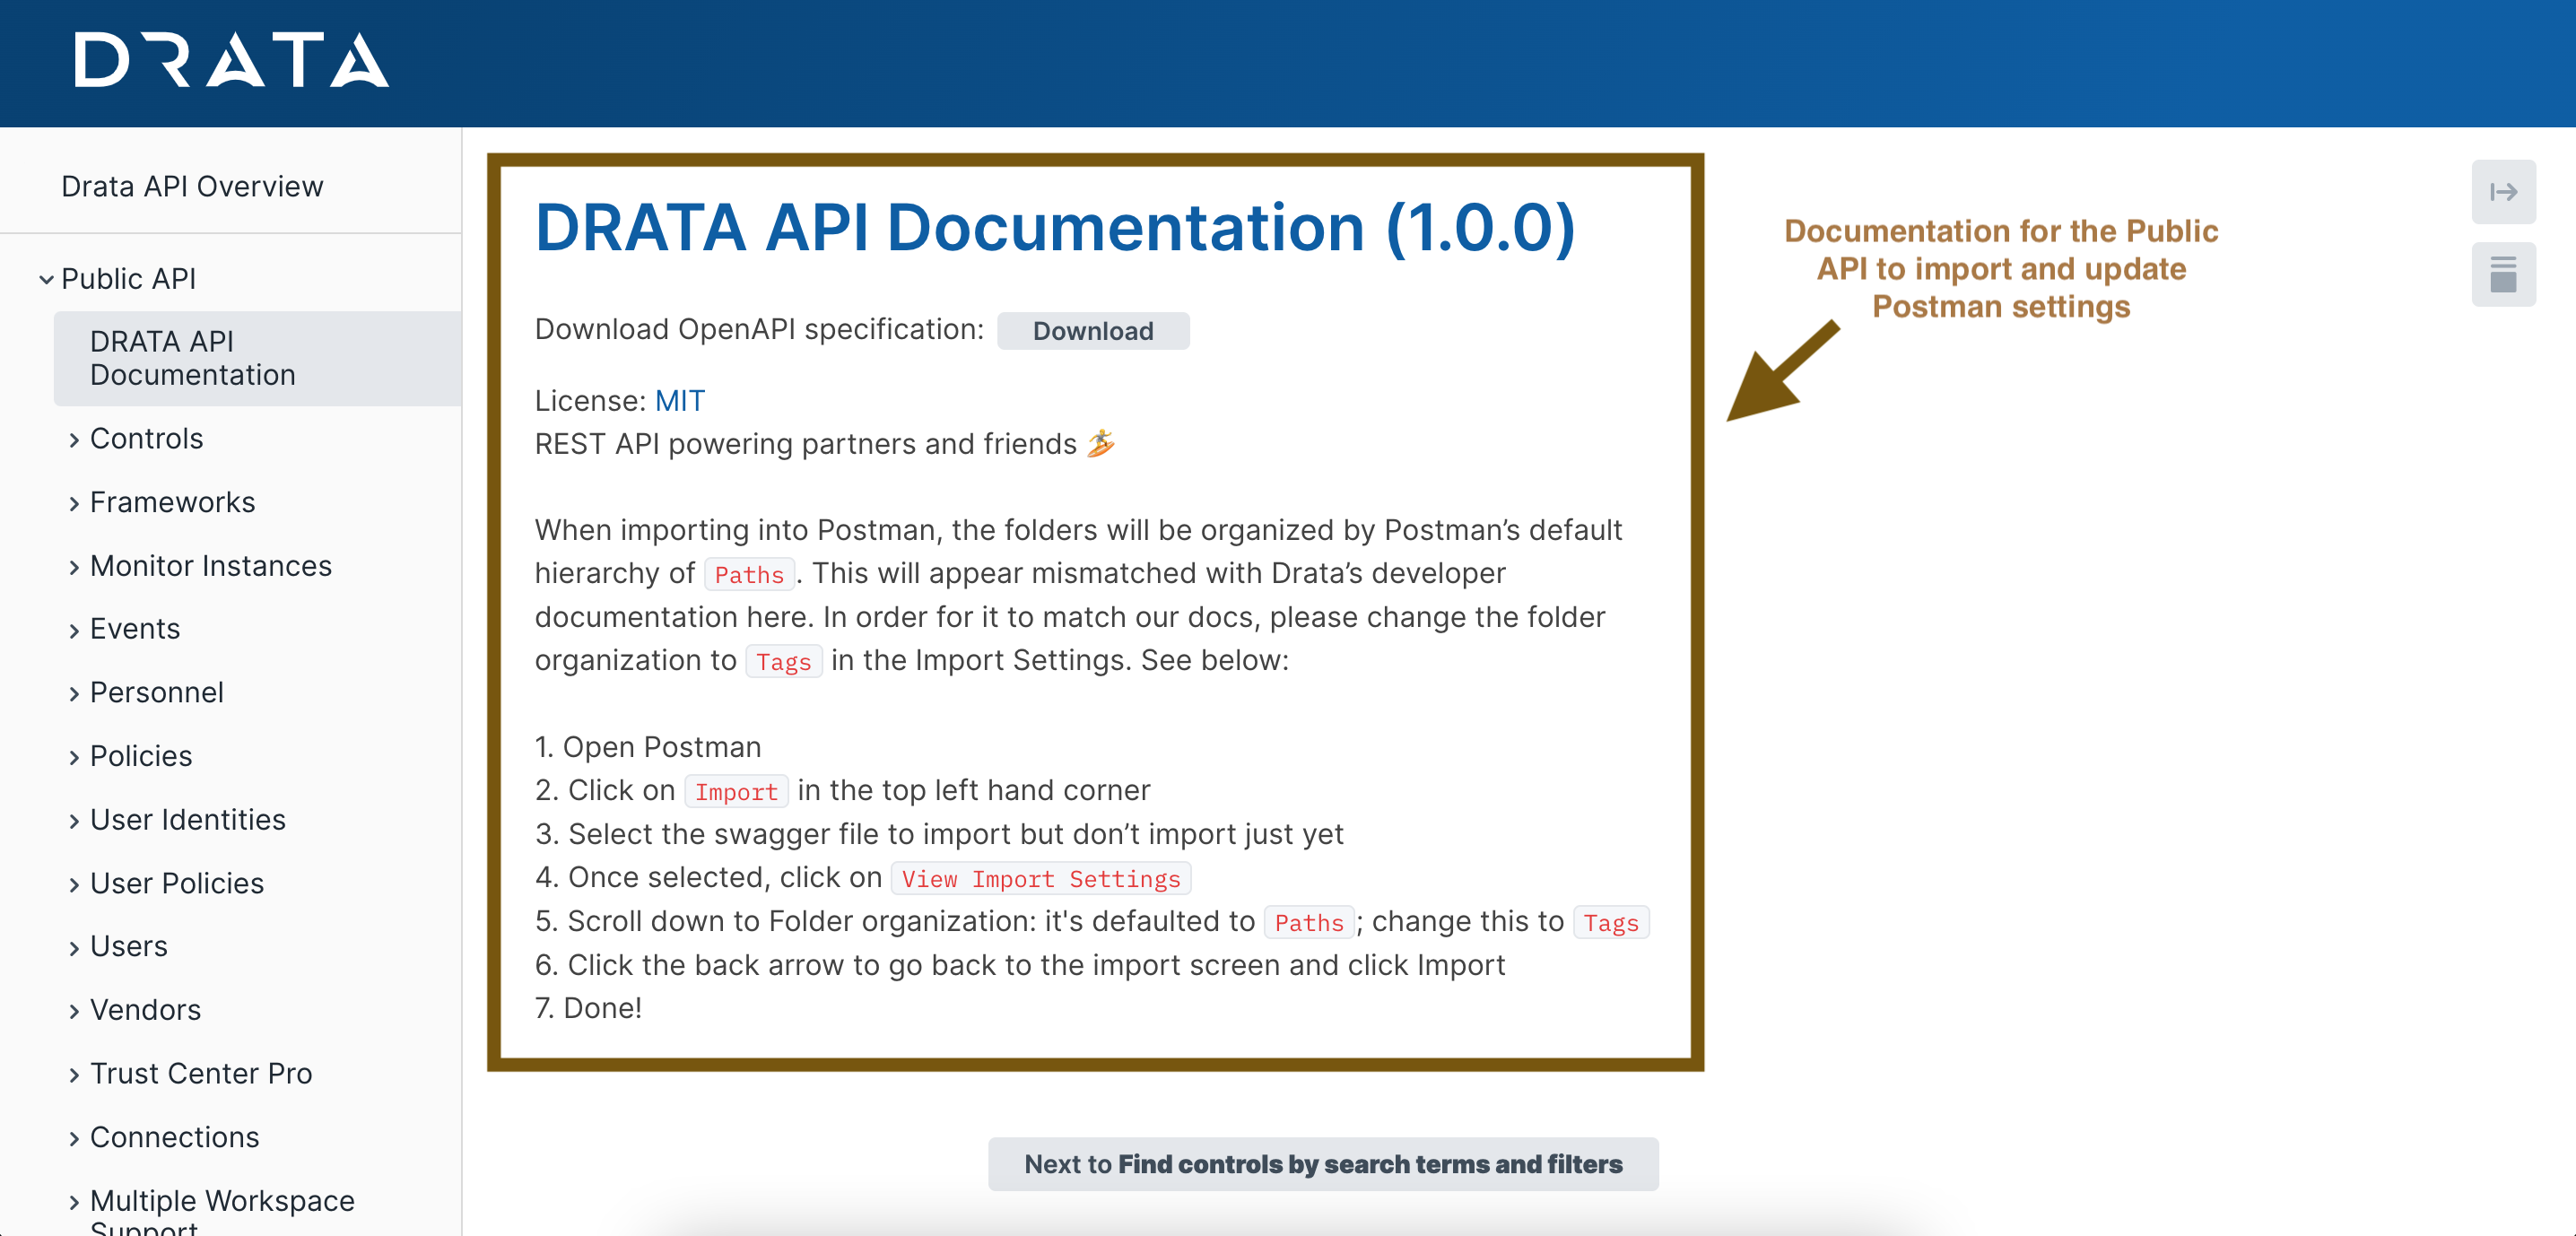 DRATA
Drata API Overview
Public API
DRATA API
Documentation
Controls
Frameworks
Monitor Instances
Events
Personnel
Policies
User Identities
User Policies
Users
Vendors
Trust Center Pro
Connections
Multiple Workspace
Support
DRATA API Documentation (1.0.0)
Download OpenAPI specification: Download
License: MIT
REST API powering partners and friends 🏄
When importing into Postman, the folders will be organized by Postman’s default
hierarchy of Paths. This will appear mismatched with Drata’s developer
documentation here. In order for it to match our docs, please change the folder
organization to Tags in the Import Settings. See below:
1. Open Postman
2. Click on Import in the top left hand corner
3. Select the swagger file to import but don’t import just yet
4. Once selected, click on View Import Settings
5. Scroll down to Folder organization: it's defaulted to Paths; change this to Tags
6. Click the back arrow to go back to the import screen and click Import
7. Done!
Next to Find controls by search terms and filters
Documentation for the Public
API to import and update
Postman settings